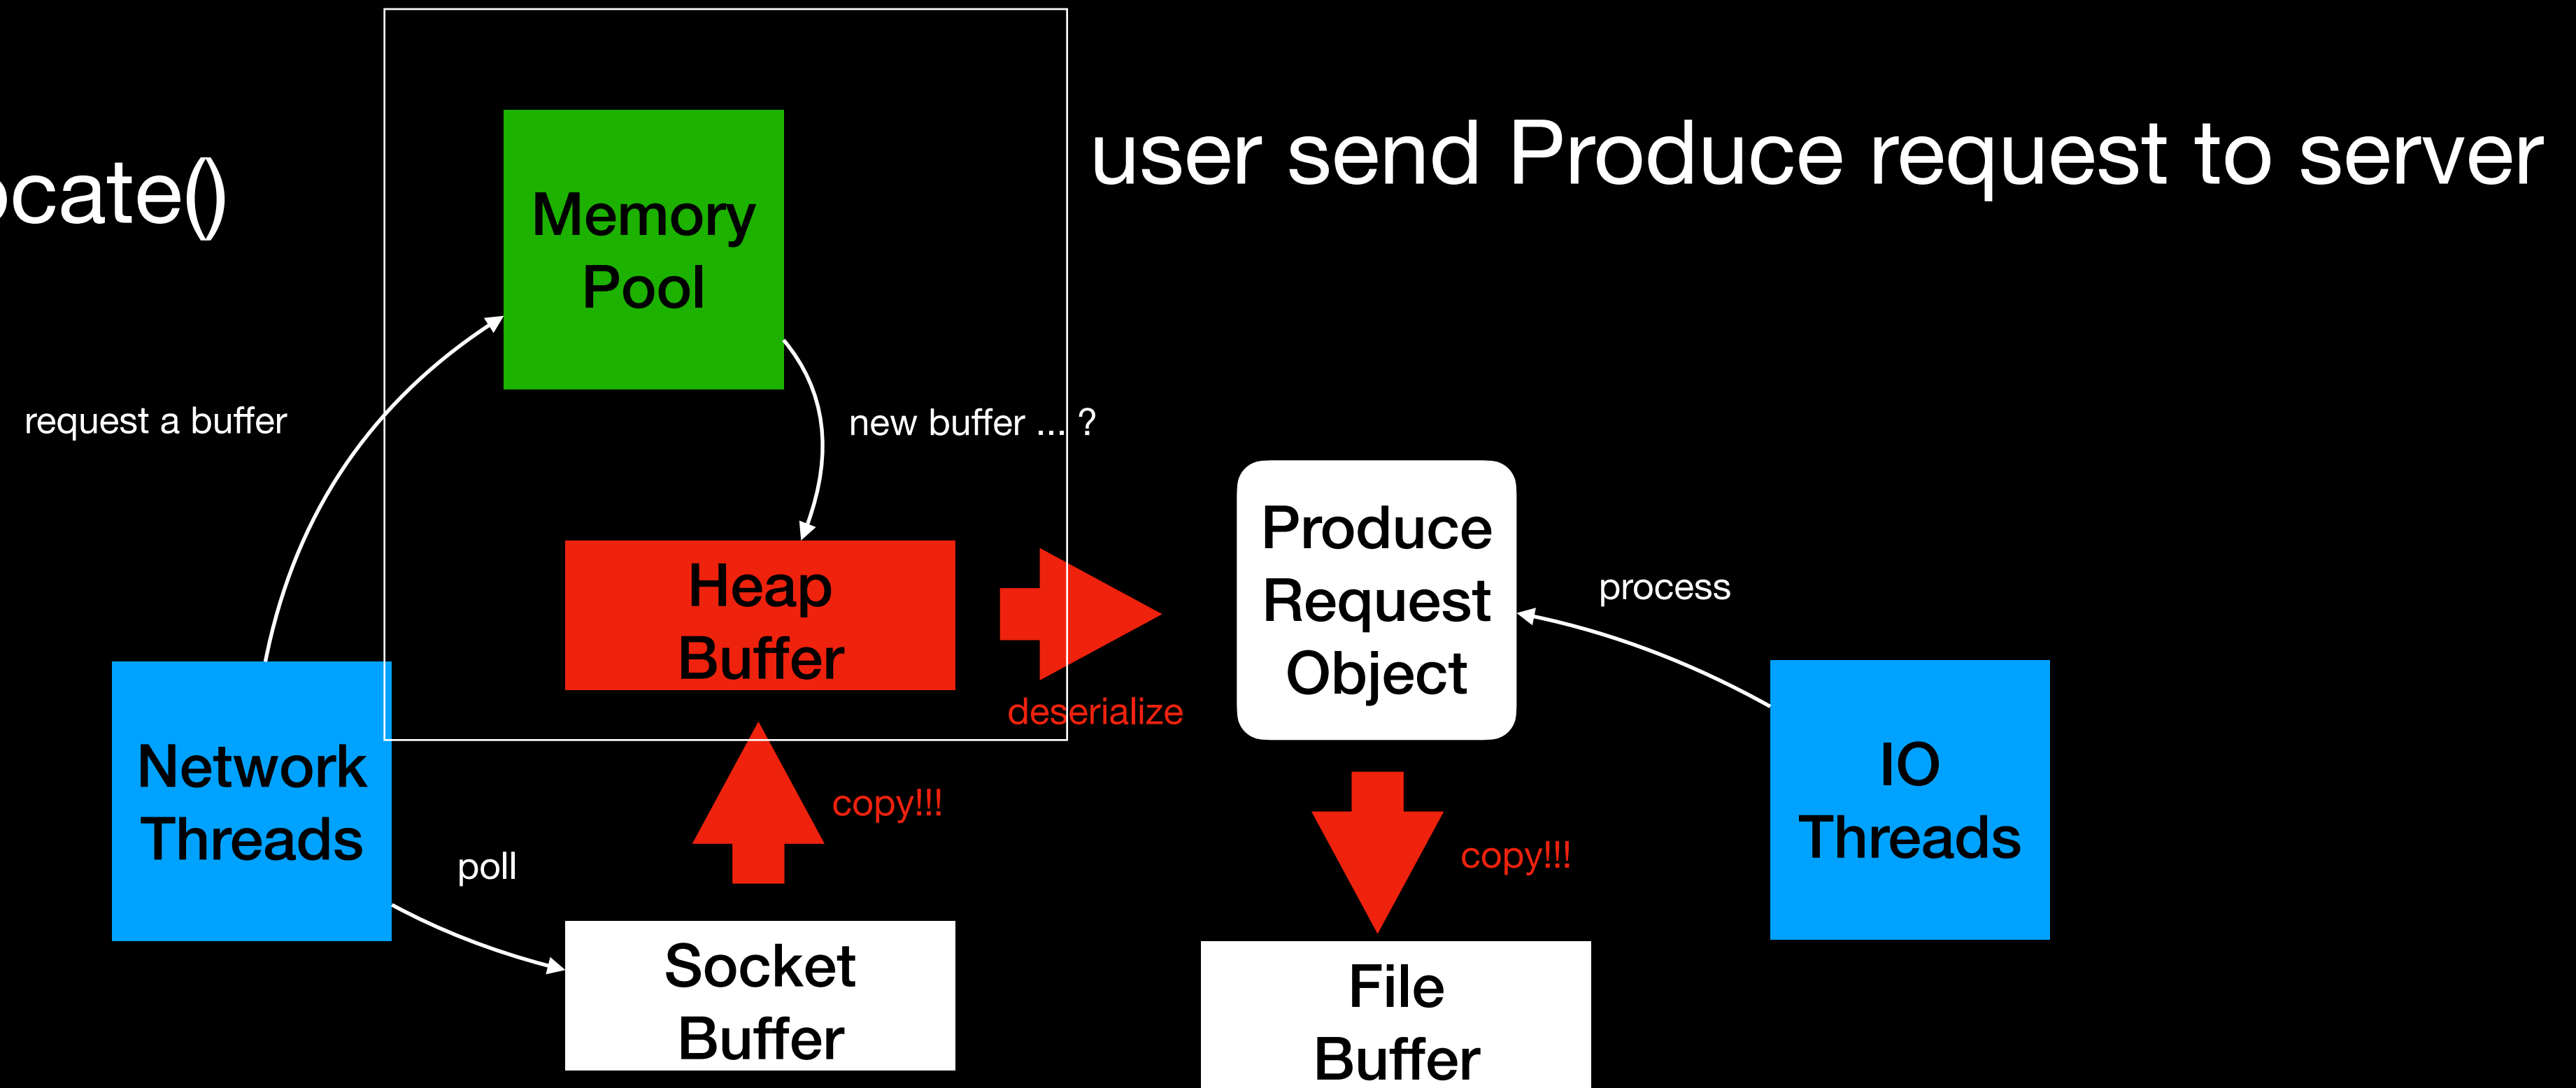 user send Produce request to server
ocate()
Memory
Pool
request a buffer
new buffer ... ?
Heap
Buffer
deserialize
Produce
Request
Object
process
Network
Threads
poll
copy!!!
Socket
Buffer
copy!!!
IO
Threads
File
Buffer